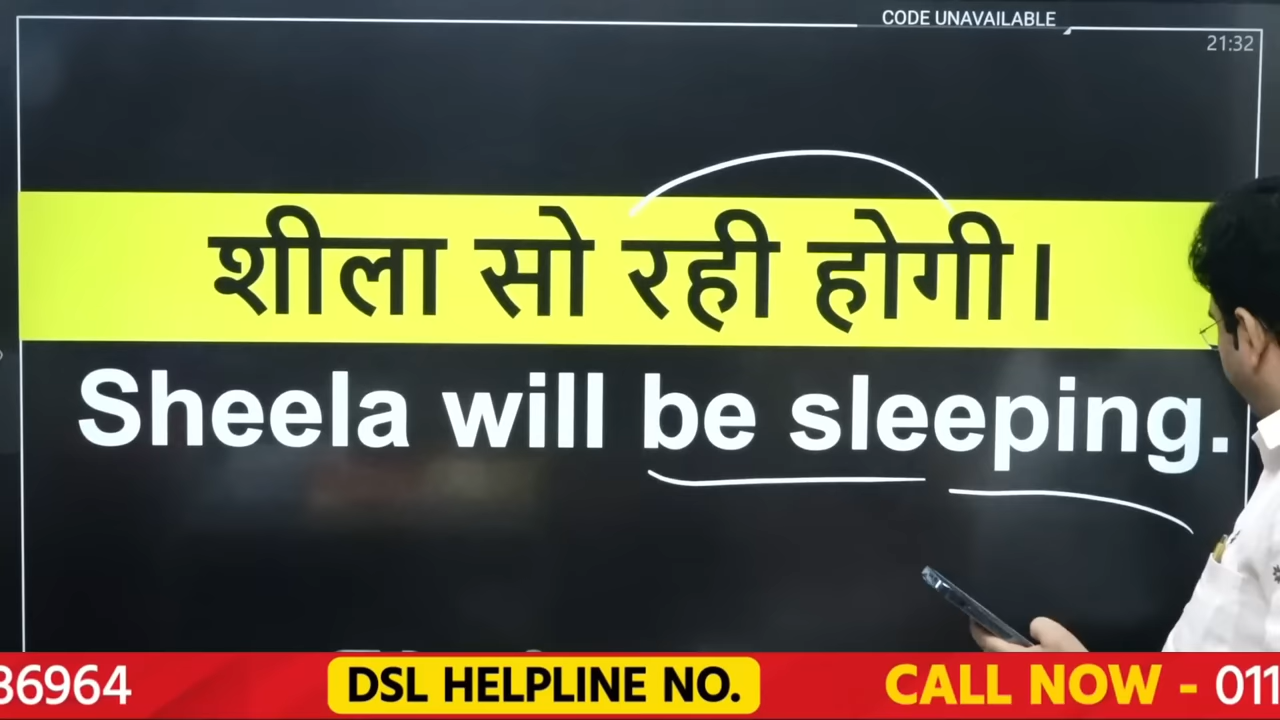 CODE UNAVAILABLE
21:32
शीला सो रही होगी।
Sheela will be sleeping.
36964 DSL HELPLINE NO. CALL NOW - 011